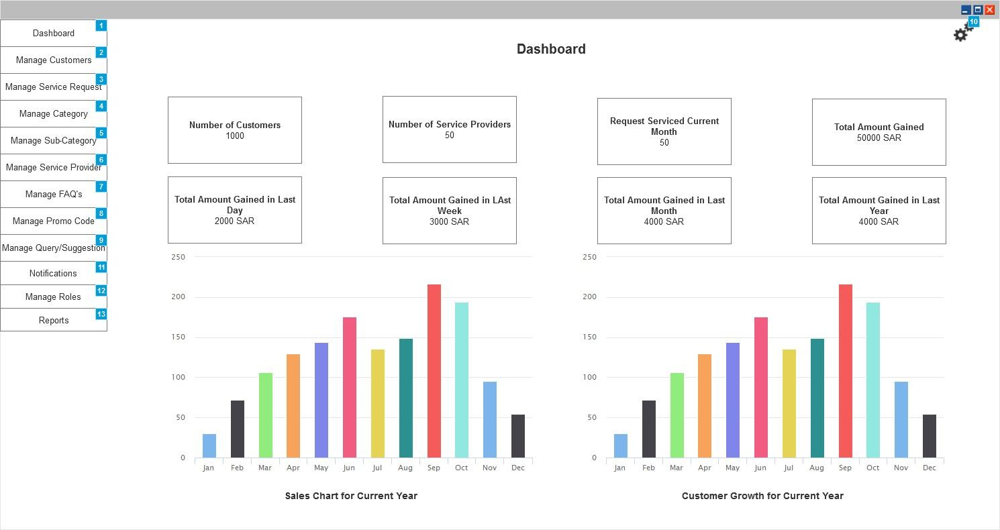 10
Dashboard
1
Dashboard
2
Manage Customers
3
Manage Service Request
4
Manage Category
5
Manage Sub-Category
6
Manage Service Provider
7
Manage FAQ's
8
Manage Promo Code
9
Manage Query/Suggestion
11
Notifications
12
Manage Roles
13
Reports
Number of Customers
1000
Number of Service Providers
50
Request Serviced Current
Month
50
Total Amount Gained
50000 SAR
Total Amount Gained in Last
Day
2000 SAR
Total Amount Gained in LAst
Week
3000 SAR
Total Amount Gained in Last
Month
4000 SAR
Total Amount Gained in Last
Year
4000 SAR
250
200
150
100
50
0
Jan Feb Mar Apr May Jun Jul Aug Sep Oct Nov Dec
Sales Chart for Current Year
250
200
150
100
50
0
Jan Feb Mar Apr May Jun Jul Aug Sep Oct Nov Dec
Customer Growth for Current Year